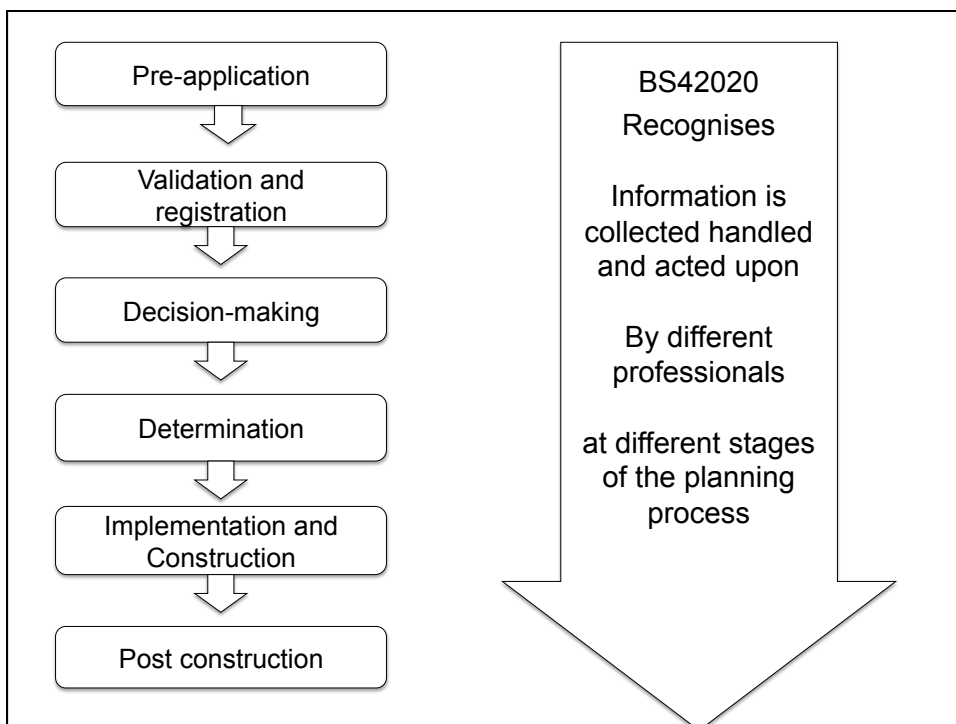 Pre-application
Validation and
registration
Decision-making
Determination
Implementation and
Construction
Post construction
BS42020
Recognises
Information is
collected handled
and acted upon
By different
professionals
at different stages
of the planning
process